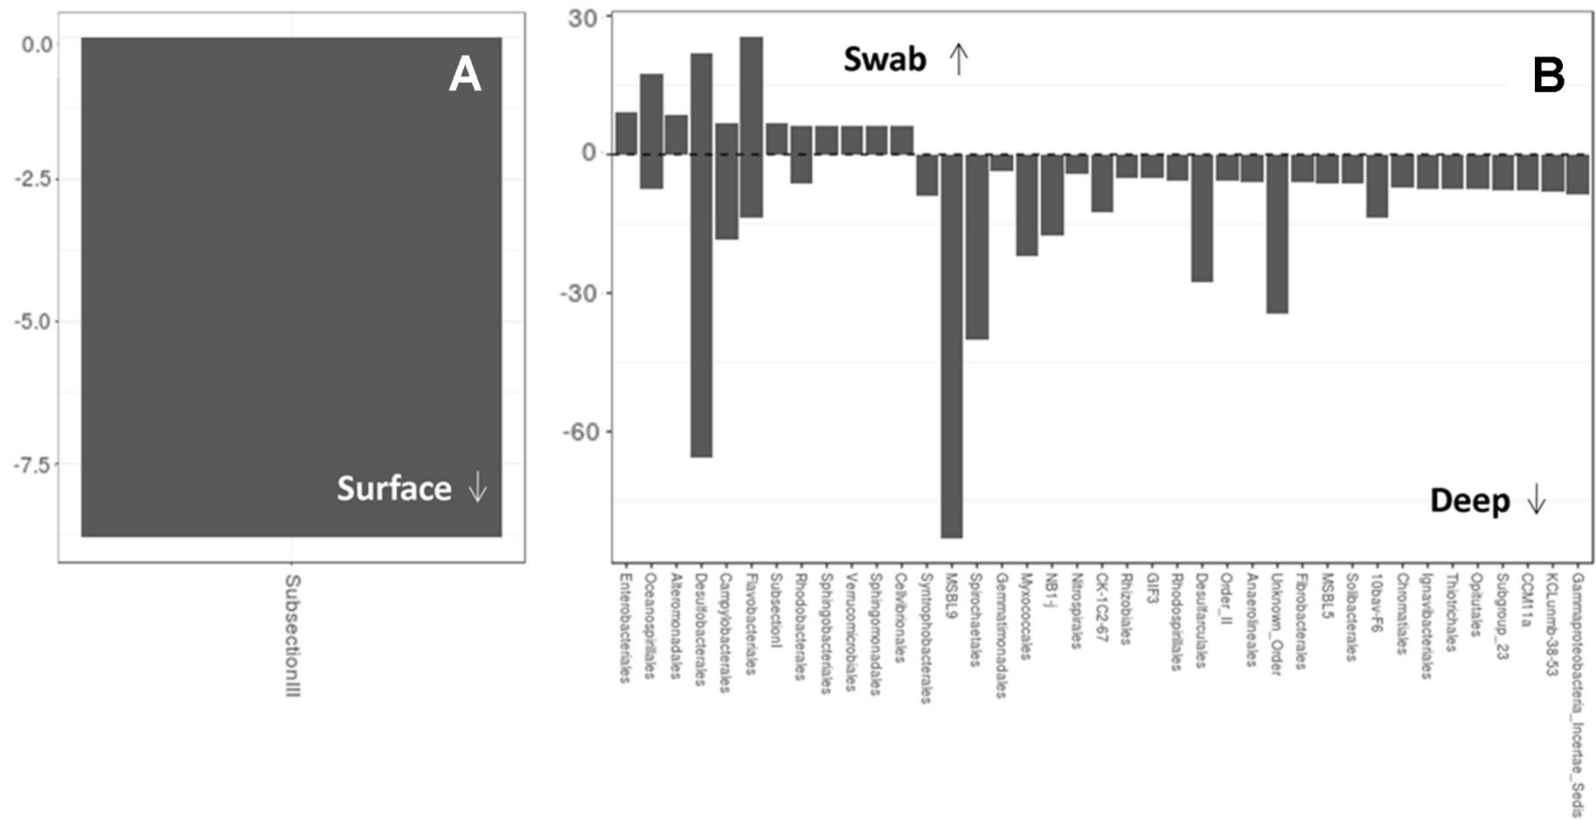 0.0
-2.5
-5.0
-7.5
A
Surface ↓
SubsectionIII
30
0
-30
-60
Swab ↑
B
Deep ↓
Enterobacteriales
Oceanospirillales
Alteromonadales
Desulfobacterales
Campylobacterales
Flavobacteriales
SubsectionI
Rhodobacterales
Sphingobacteriales
Verrucomicrobiales
Sphingomonadales
Cellvibrionales
Syntrophobacterales
MSBL9
Spirochaetales
Gemmatimonadales
Myxococcales
NB1-j
Nitrospirales
CK-1C2-67
Rhizobiales
GIF3
Rhodospirillales
Desulfarculales
Order_II
Anaerolineales
Unknown_Order
Fibrobacterales
MSBL5
Solibacterales
10bav-F6
Chromatiales
Ignavibacteriales
Thiotrichales
Opitutales
Subgroup_23
CCM11a
KCLunmb-38-53
Gammaproteobacteria_Incertae_Sedis